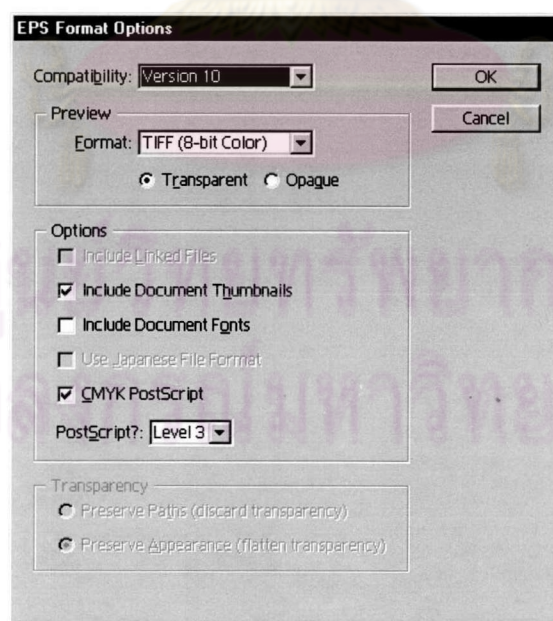 EPS Format Options
Compatibility: Version 10
OK
Preview
Cancel
Format: TIFF (8-bit Color)
Transparent Opaque
Options
Include Linked Files
Include Document Thumbnails
Include Document Fonts
Use Japanese File Format
CMYK PostScript
PostScript?: Level 3
Transparency
Preserve Paths (discard transparency)
Preserve Appearance (flatten transparency)